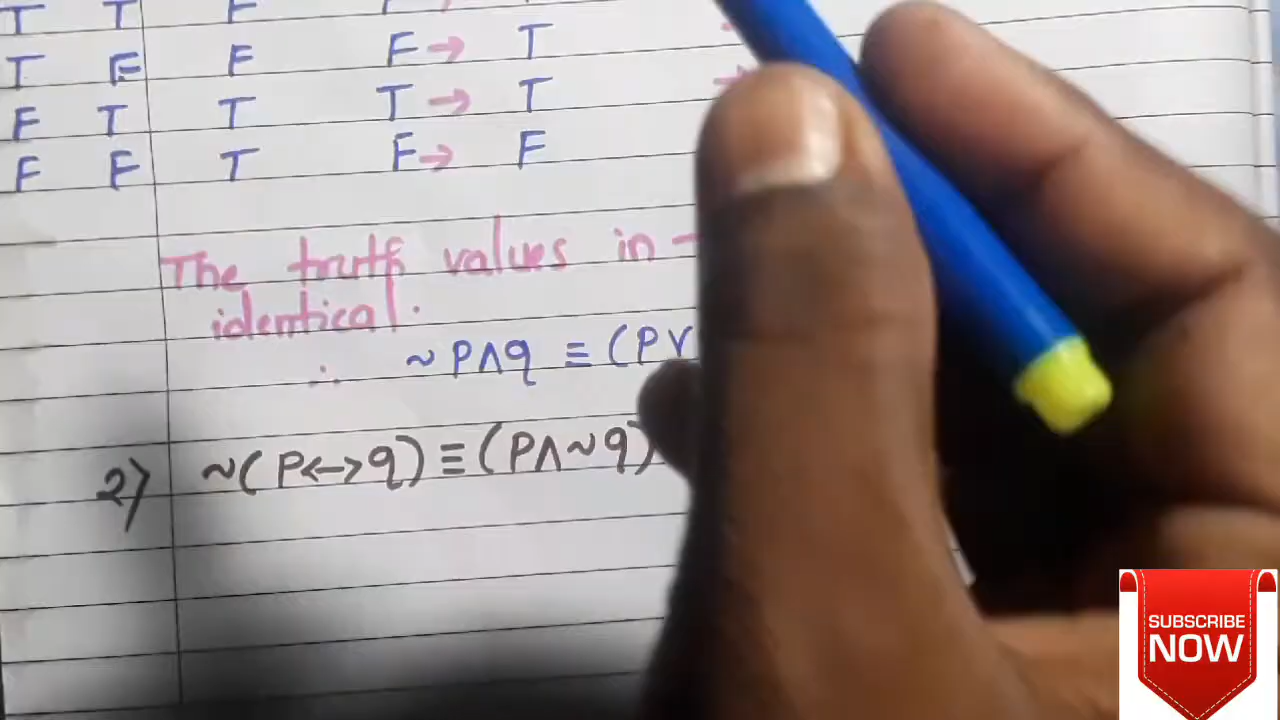 T T F
T F F F → T
F T T T → T
F F T F → F
The truth values in
identical.
∴ ~P∧q ≡ (P∨
2) ~(P↔q) ≡ (P∧~q)
SUBSCRIBE
NOW